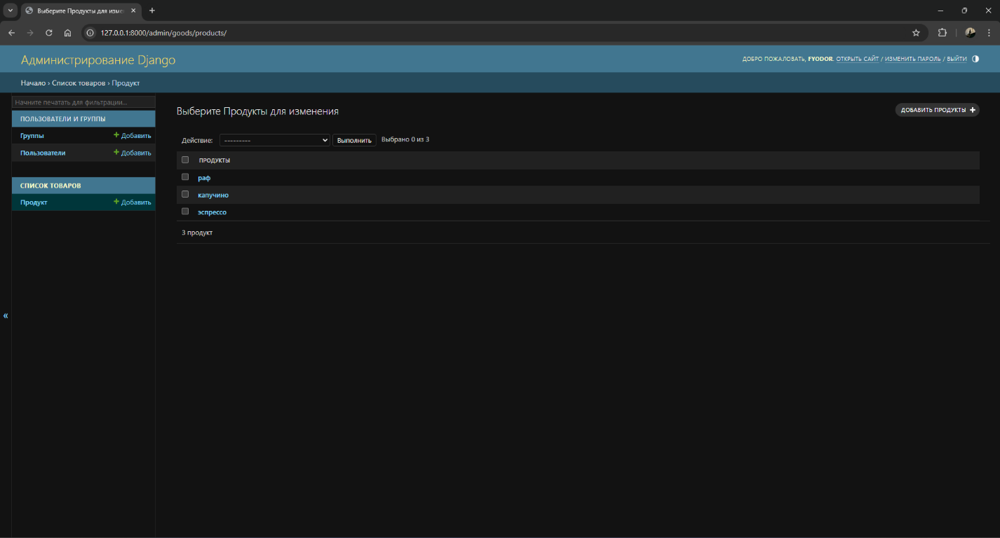 Выберите Продукты для изме
127.0.0.1:8000/admin/goods/products/
Администрирование Django
ДОБРО ПОЖАЛОВАТЬ, FYODOR. ОТКРЫТЬ САЙТ / ИЗМЕНИТЬ ПАРОЛЬ / ВЫЙТИ
Начало › Список товаров › Продукт
Начните печатать для фильтрации...
ПОЛЬЗОВАТЕЛИ И ГРУППЫ
Группы + Добавить
Пользователи + Добавить
СПИСОК ТОВАРОВ
Продукт + Добавить
«
Выберите Продукты для изменения
ДОБАВИТЬ ПРОДУКТЫ +
Действие: --------- Выполнить Выбрано 0 из 3
ПРОДУКТЫ
раф
капучино
эспрессо
3 продукт